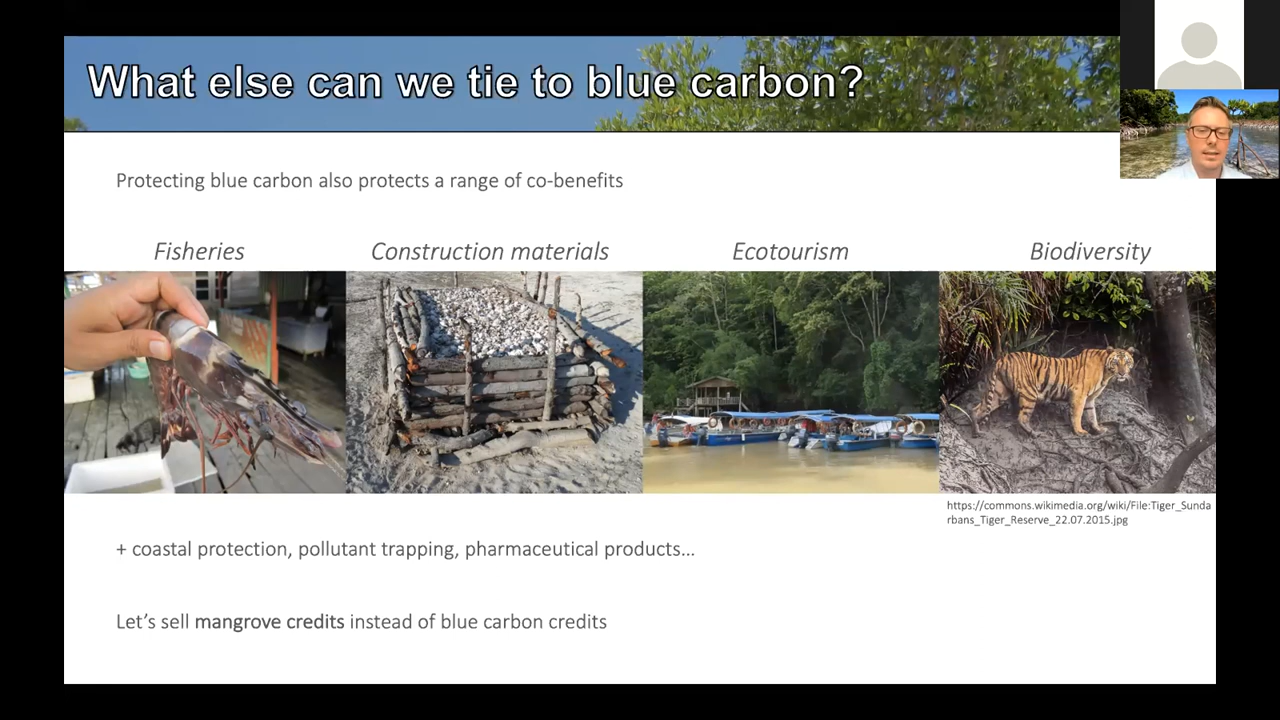 What else can we tie to blue carbon?
Protecting blue carbon also protects a range of co-benefits
Fisheries
Construction materials
Ecotourism
Biodiversity
https://commons.wikimedia.org/wiki/File:Tiger_Sunda
rbans_Tiger_Reserve_22.07.2015.jpg
+ coastal protection, pollutant trapping, pharmaceutical products...
Let’s sell mangrove credits instead of blue carbon credits